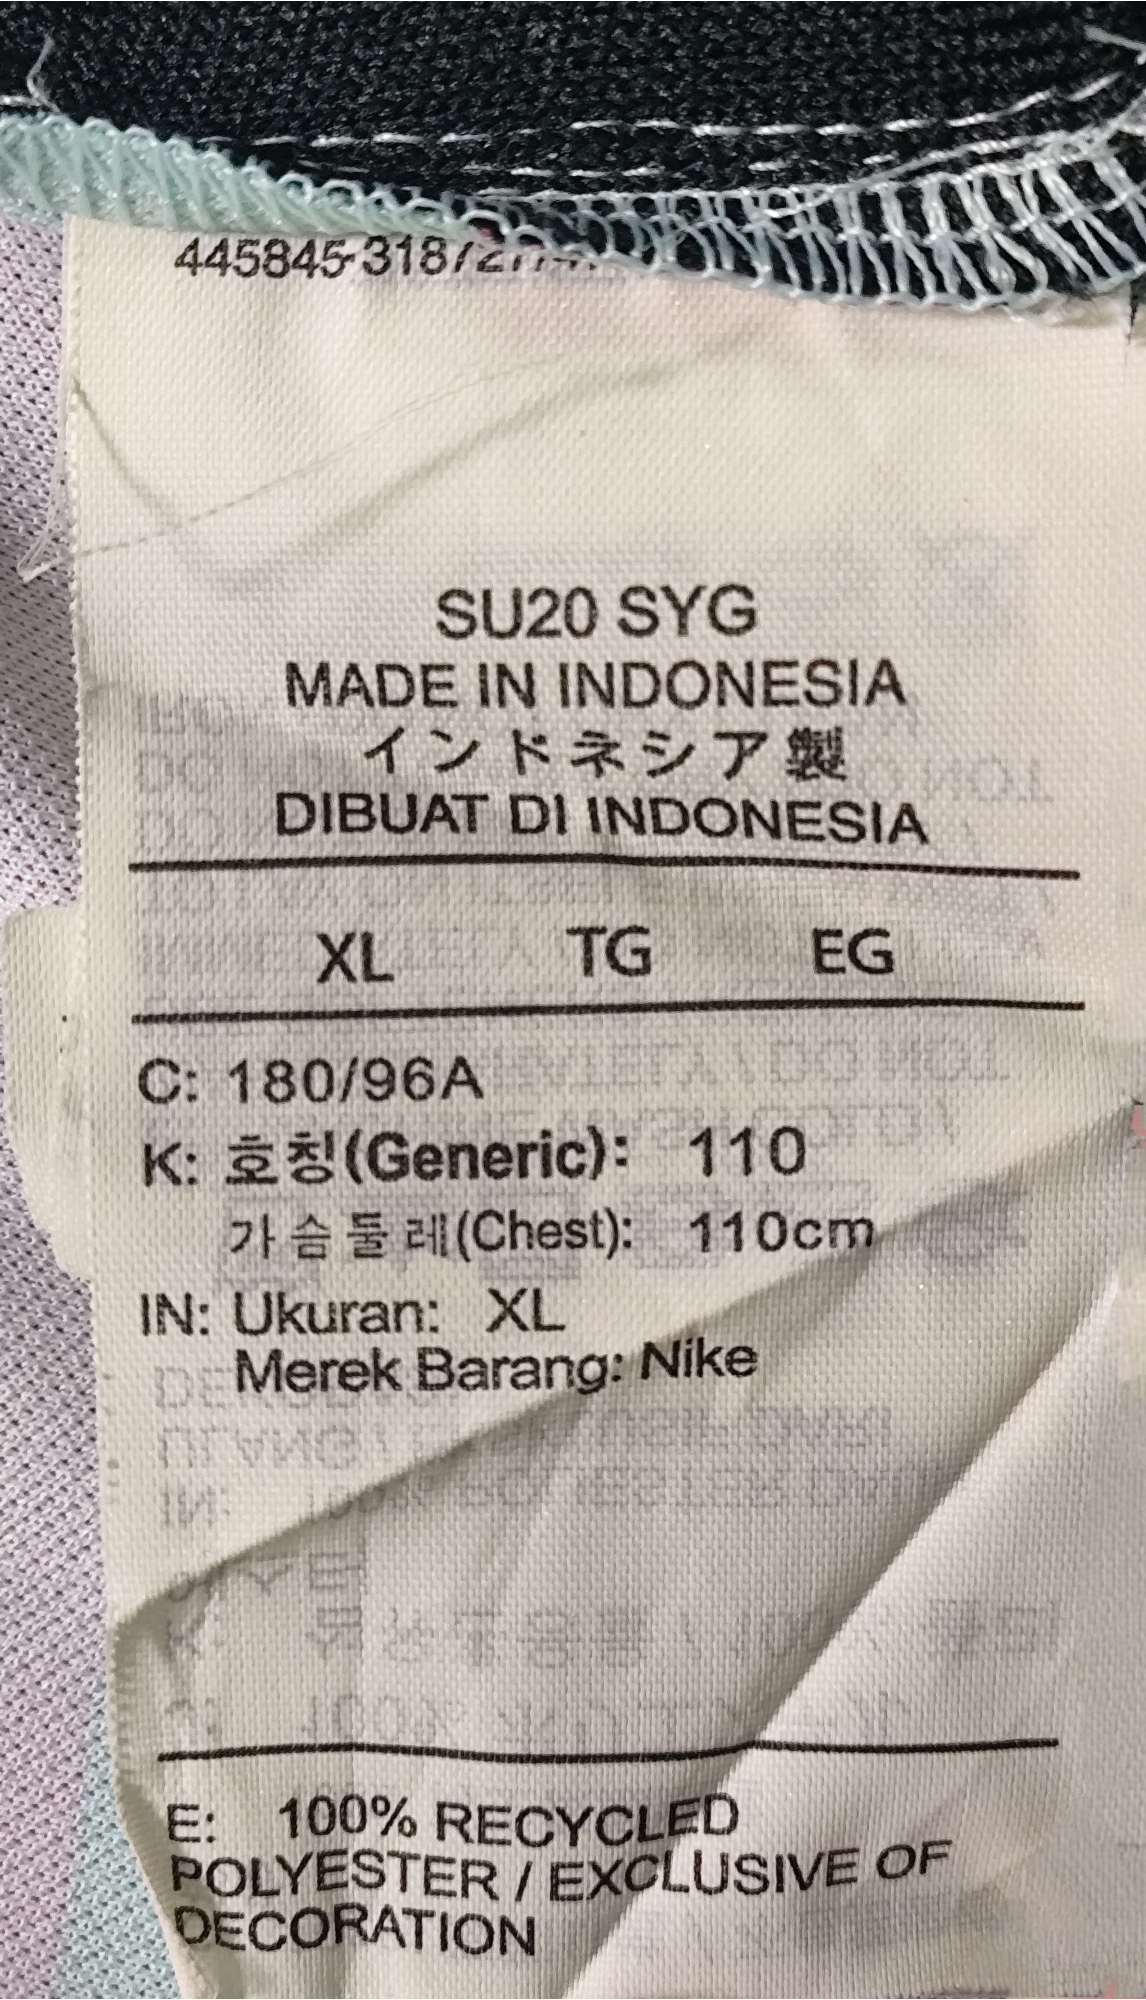 445845-318
SU20 SYG
MADE IN INDONESIA
インドネシア製
DIBUAT DI INDONESIA
XL TG EG
C: 180/96A
K: 호칭(Generic): 110
가슴둘레(Chest): 110cm
IN: Ukuran: XL
Merek Barang: Nike
E: 100% RECYCLED
POLYESTER / EXCLUSIVE OF
DECORATION